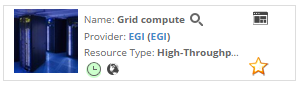 Name: Grid compute
Provider: EGI (EGI)
Resource Type: High-Throughp...